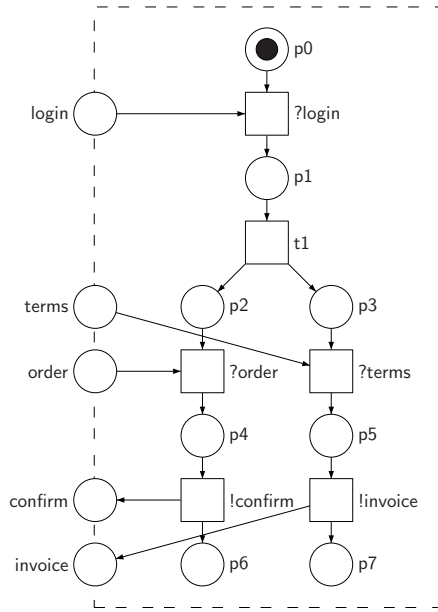 p0
login ?login
p1
t1
terms p2 p3
order ?order ?terms
p4 p5
confirm !confirm !invoice
invoice p6 p7